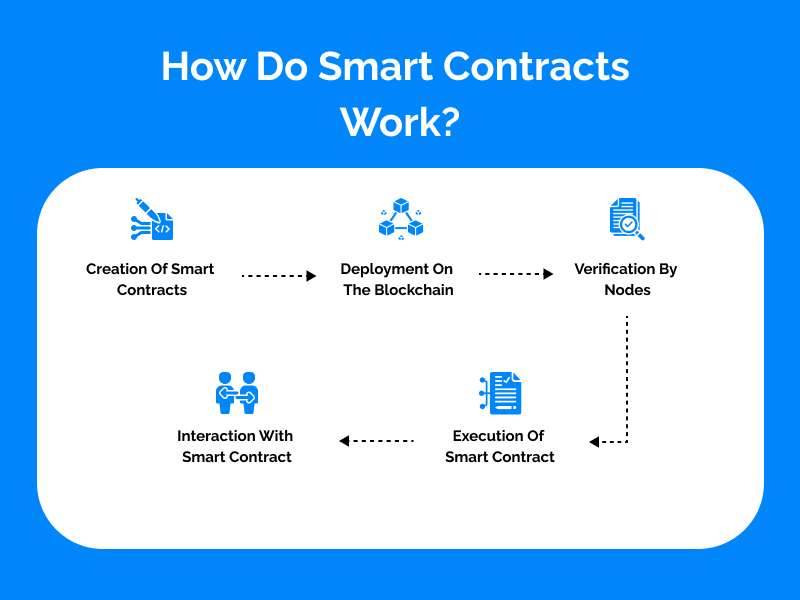 How Do Smart Contracts
Work?
Creation Of Smart
Contracts
Deployment On
The Blockchain
Verification By
Nodes
Execution Of
Smart Contract
Interaction With
Smart Contract